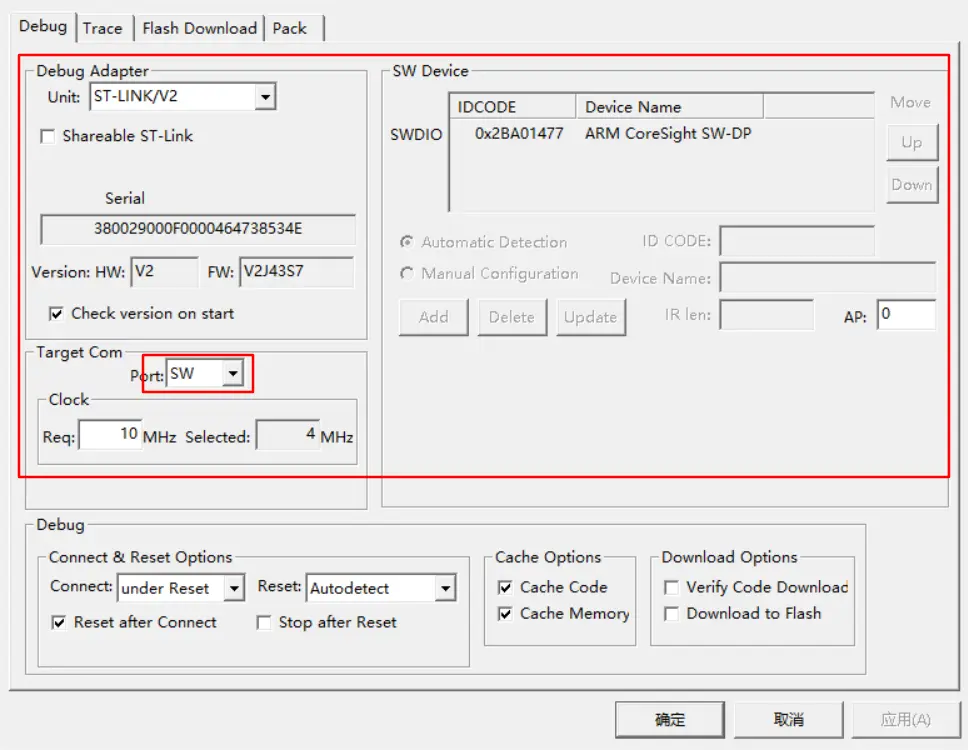 Debug Trace Flash Download Pack
Debug Adapter
Unit: ST-LINK/V2
Shareable ST-Link
Serial
380029000F0000464738534E
Version: HW: V2 FW: V2J43S7
Check version on start
Target Com
Port: SW
Clock
Req: 10 MHz Selected: 4 MHz
SW Device
IDCODE Device Name
SWDIO 0x2BA01477 ARM CoreSight SW-DP
Move
Up
Down
Automatic Detection ID CODE:
Manual Configuration Device Name:
Add Delete Update IR len: AP: 0
Debug
Connect & Reset Options
Connect: under Reset Reset: Autodetect
Reset after Connect Stop after Reset
Cache Options
Cache Code
Cache Memory
Download Options
Verify Code Download
Download to Flash
确定 取消 应用(A)